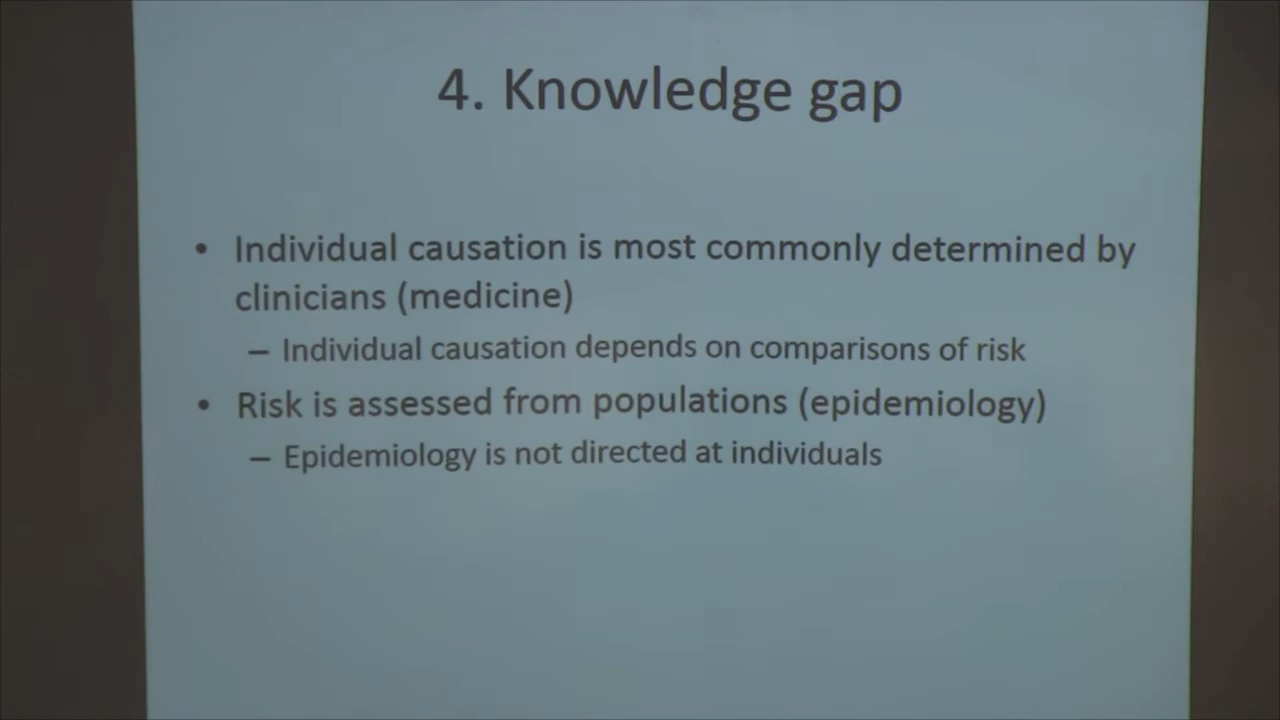 4. Knowledge gap
• Individual causation is most commonly determined by
clinicians (medicine)
– Individual causation depends on comparisons of risk
• Risk is assessed from populations (epidemiology)
– Epidemiology is not directed at individuals